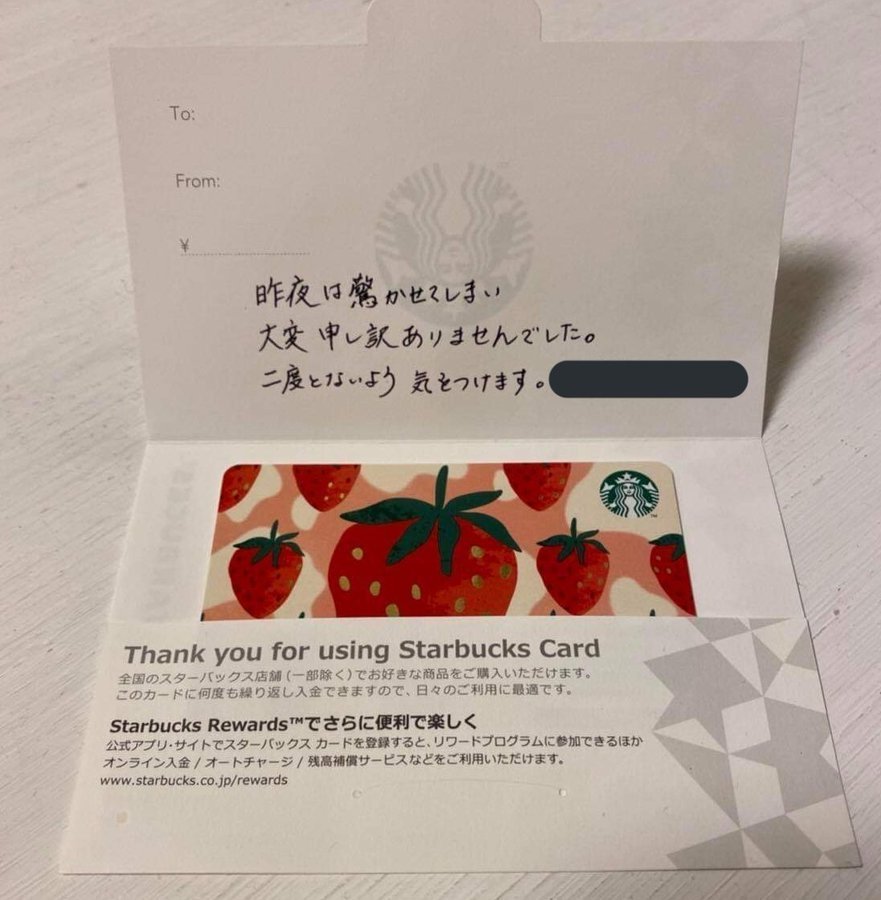 To:
From:
¥
昨夜は驚かせてしまい
大変申し訳ありませんでした。
二度とないよう気をつけます。
Thank you for using Starbucks Card
全国のスターバックス店舗（一部除く）でお好きな商品をご購入いただけます。
このカードに何度も繰り返し入金できますので、日々のご利用に最適です。
Starbucks Rewards™でさらに便利で楽しく
公式アプリ・サイトでスターバックス カードを登録すると、リワードプログラムに参加できるほか
オンライン入金 / オートチャージ / 残高補償サービスなどをご利用いただけます。
www.starbucks.co.jp/rewards